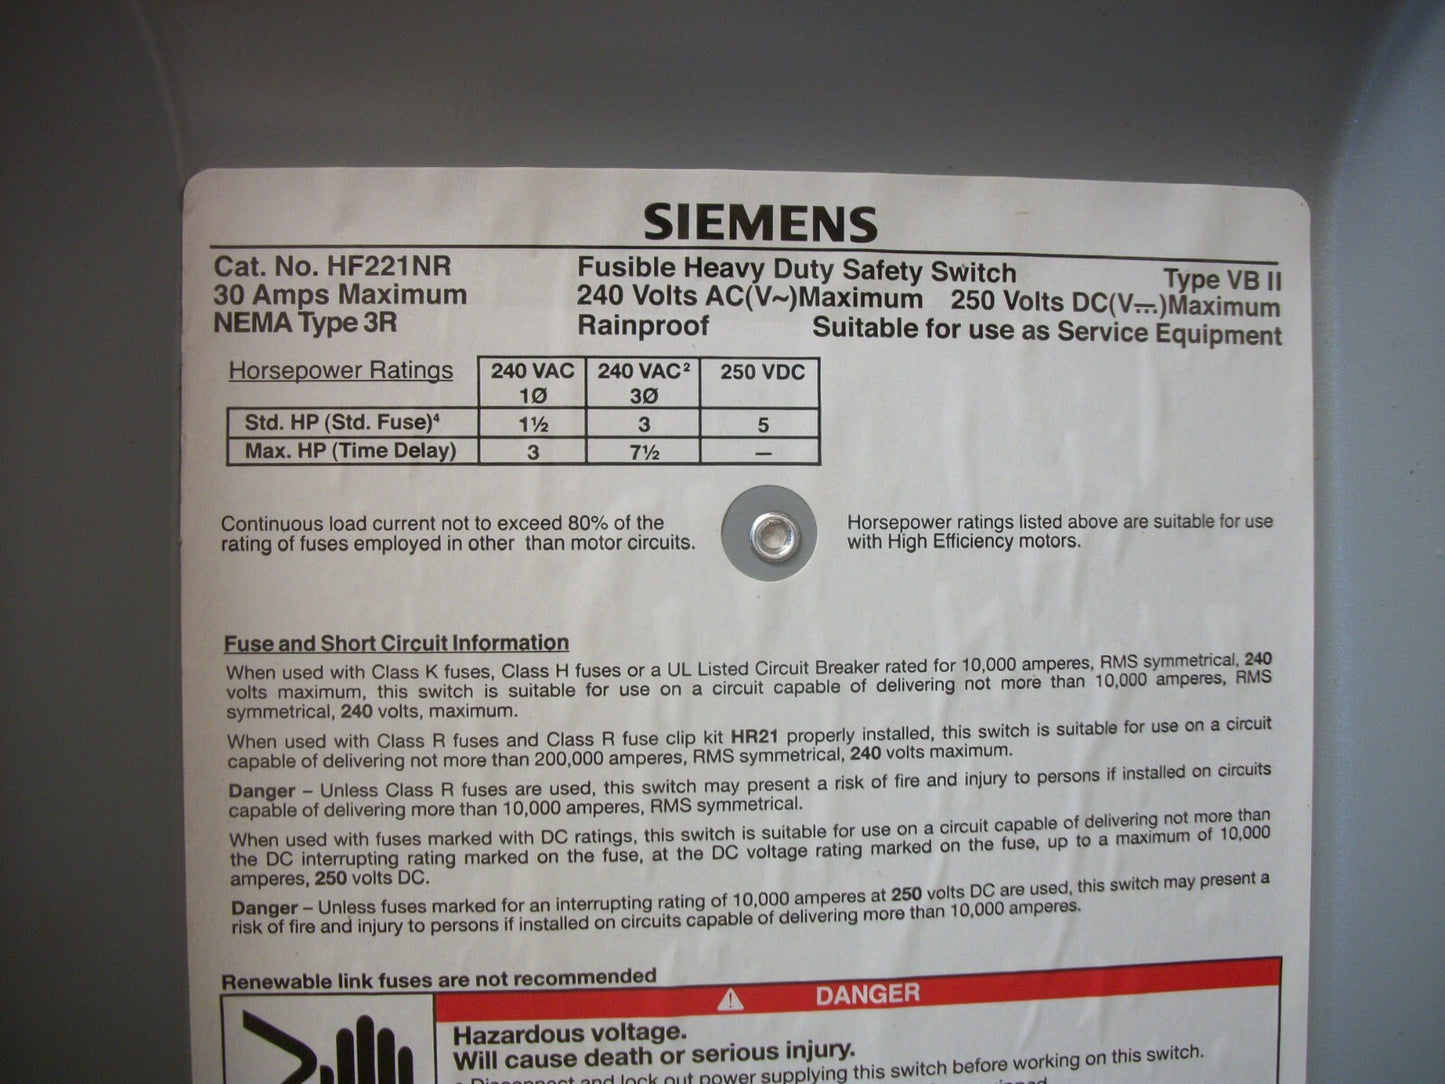 SIEMENS
Cat. No. HF221NR Fusible Heavy Duty Safety Switch Type VB II
30 Amps Maximum 240 Volts AC(V~)Maximum 250 Volts DC(V⎓)Maximum
NEMA Type 3R Rainproof Suitable for use as Service Equipment
Horsepower Ratings 240 VAC 240 VAC² 250 VDC
1Ø 3Ø
Std. HP (Std. Fuse)⁴ 1½ 3 5
Max. HP (Time Delay) 3 7½ —
Continuous load current not to exceed 80% of the
rating of fuses employed in other than motor circuits.
Horsepower ratings listed above are suitable for use
with High Efficiency motors.
Fuse and Short Circuit Information
When used with Class K fuses, Class H fuses or a UL Listed Circuit Breaker rated for 10,000 amperes, RMS symmetrical, 240
volts maximum, this switch is suitable for use on a circuit capable of delivering not more than 10,000 amperes, RMS
symmetrical, 240 volts, maximum.
When used with Class R fuses and Class R fuse clip kit HR21 properly installed, this switch is suitable for use on a circuit
capable of delivering not more than 200,000 amperes, RMS symmetrical, 240 volts maximum.
Danger – Unless Class R fuses are used, this switch may present a risk of fire and injury to persons if installed on circuits
capable of delivering more than 10,000 amperes, RMS symmetrical.
When used with fuses marked with DC ratings, this switch is suitable for use on a circuit capable of delivering not more than
the DC interrupting rating marked on the fuse, at the DC voltage rating marked on the fuse, up to a maximum of 10,000
amperes, 250 volts DC.
Danger – Unless fuses marked for an interrupting rating of 10,000 amperes at 250 volts DC are used, this switch may present a
risk of fire and injury to persons if installed on circuits capable of delivering more than 10,000 amperes.
Renewable link fuses are not recommended
DANGER
Hazardous voltage.
Will cause death or serious injury.
Disconnect and lock out power supplying this switch before working on this switch.